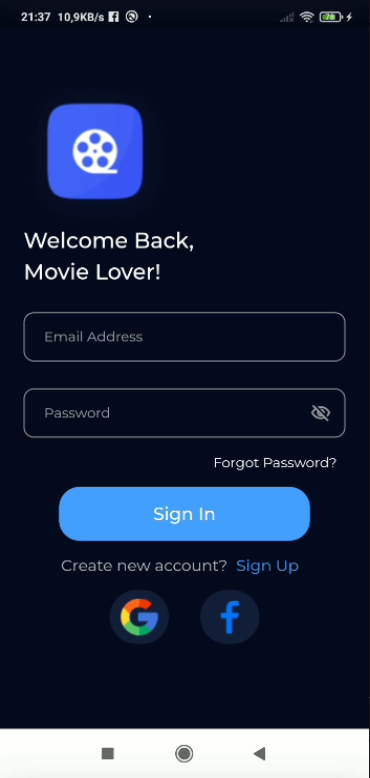 21:37 10,9KB/s
78
Welcome Back,
Movie Lover!
Email Address
Password
Forgot Password?
Sign In
Create new account? Sign Up